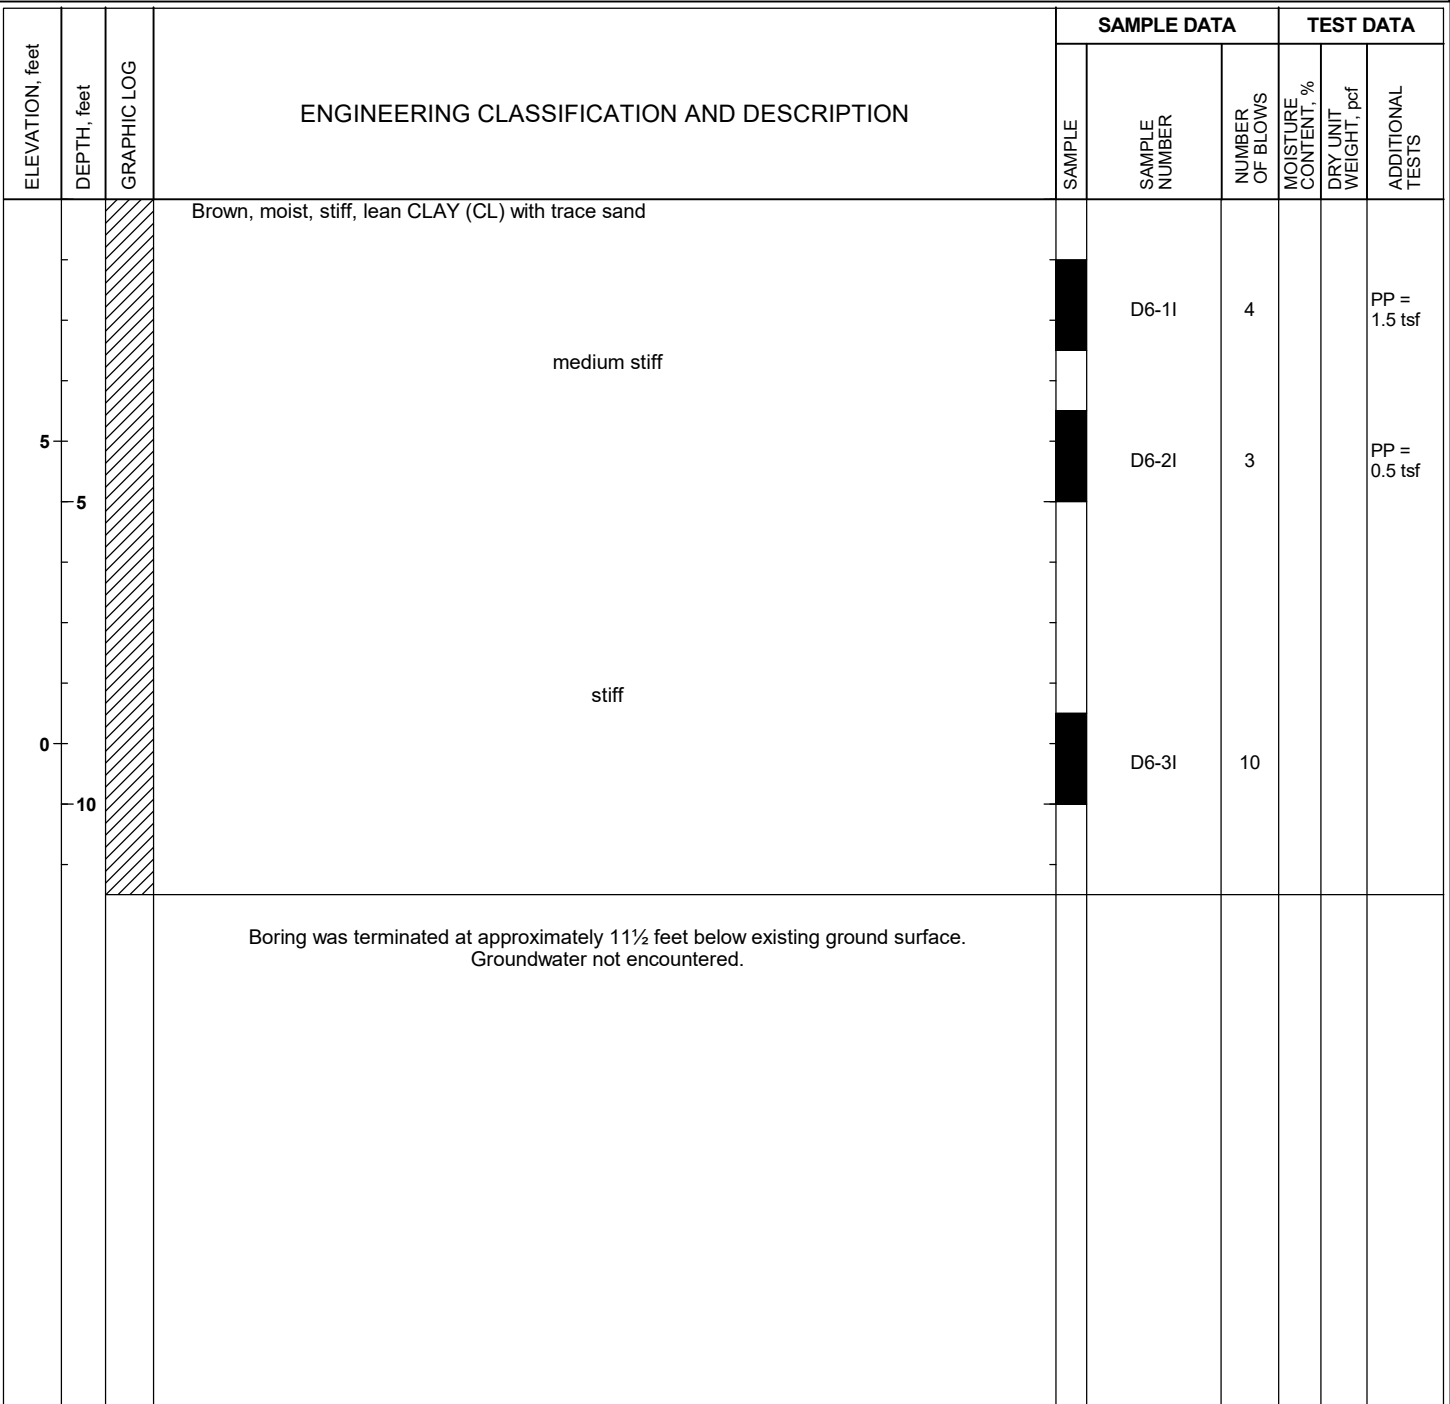 SAMPLE DATA
TEST DATA
ELEVATION, feet
DEPTH, feet
GRAPHIC LOG
ENGINEERING CLASSIFICATION AND DESCRIPTION
SAMPLE
SAMPLE
NUMBER
NUMBER
OF BLOWS
MOISTURE
CONTENT, %
DRY UNIT
WEIGHT, pcf
ADDITIONAL
TESTS
Brown, moist, stiff, lean CLAY (CL) with trace sand
D6-1I
4
PP =
1.5 tsf
medium stiff
5
D6-2I
3
PP =
0.5 tsf
5
stiff
0
D6-3I
10
10
Boring was terminated at approximately 11½ feet below existing ground surface.
Groundwater not encountered.